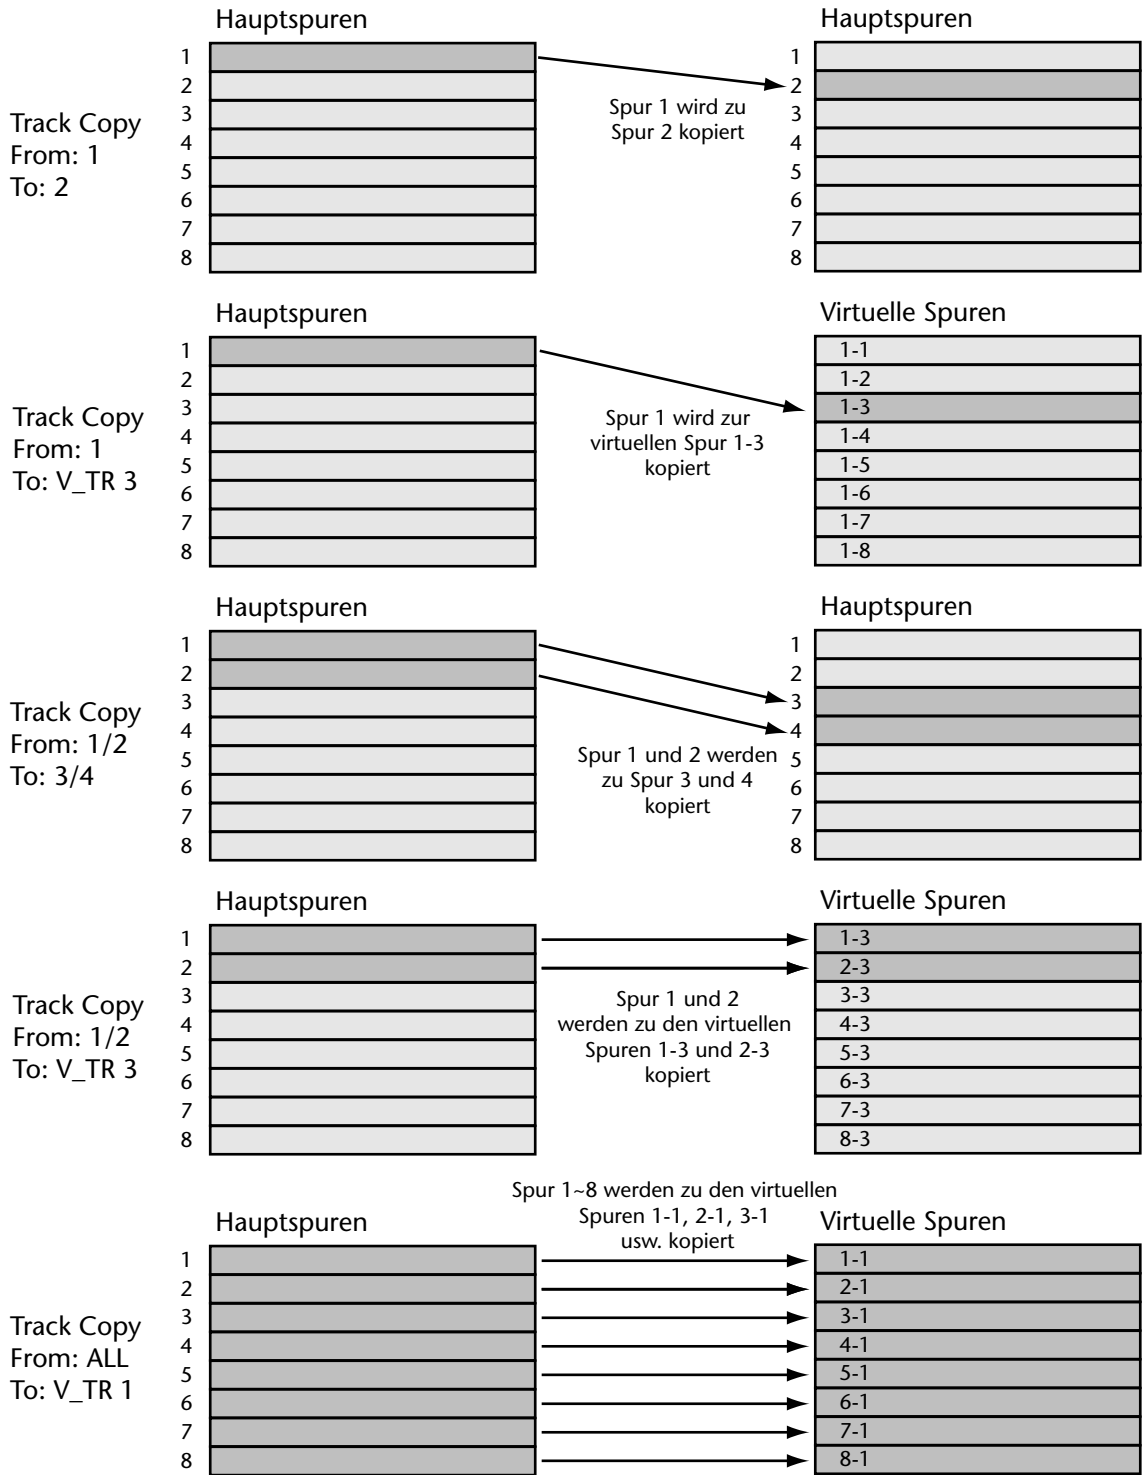 Hauptspuren
Hauptspuren
Track Copy
From: 1
To: 2
1
2
3
4
5
6
7
8
Spur 1 wird zu
Spur 2 kopiert
1
2
3
4
5
6
7
8
Hauptspuren
Virtuelle Spuren
Track Copy
From: 1
To: V_TR 3
1
2
3
4
5
6
7
8
Spur 1 wird zur
virtuellen Spur 1-3
kopiert
1-1
1-2
1-3
1-4
1-5
1-6
1-7
1-8
Hauptspuren
Hauptspuren
Track Copy
From: 1/2
To: 3/4
1
2
3
4
5
6
7
8
Spur 1 und 2 werden
zu Spur 3 und 4
kopiert
1
2
3
4
5
6
7
8
Hauptspuren
Virtuelle Spuren
Track Copy
From: 1/2
To: V_TR 3
1
2
3
4
5
6
7
8
Spur 1 und 2
werden zu den virtuellen
Spuren 1-3 und 2-3
kopiert
1-3
2-3
3-3
4-3
5-3
6-3
7-3
8-3
Hauptspuren
Spur 1~8 werden zu den virtuellen
Spuren 1-1, 2-1, 3-1
usw. kopiert
Virtuelle Spuren
Track Copy
From: ALL
To: V_TR 1
1
2
3
4
5
6
7
8
1-1
2-1
3-1
4-1
5-1
6-1
7-1
8-1